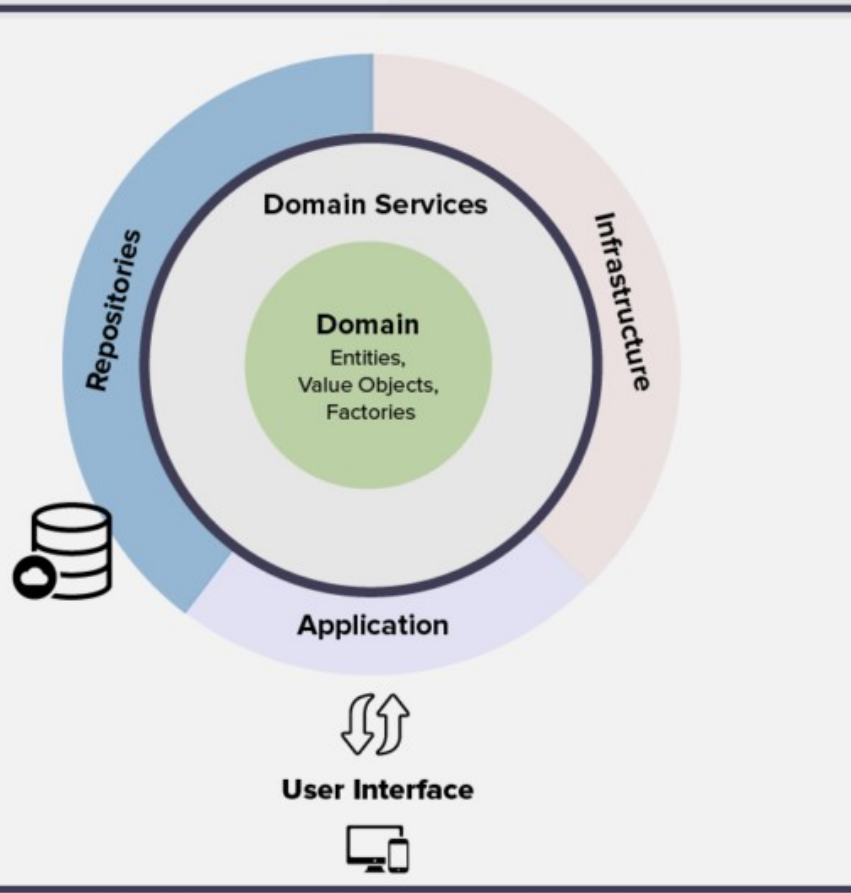 Domain Services
Repositories
Infrastructure
Domain
Entities,
Value Objects,
Factories
Application
User Interface